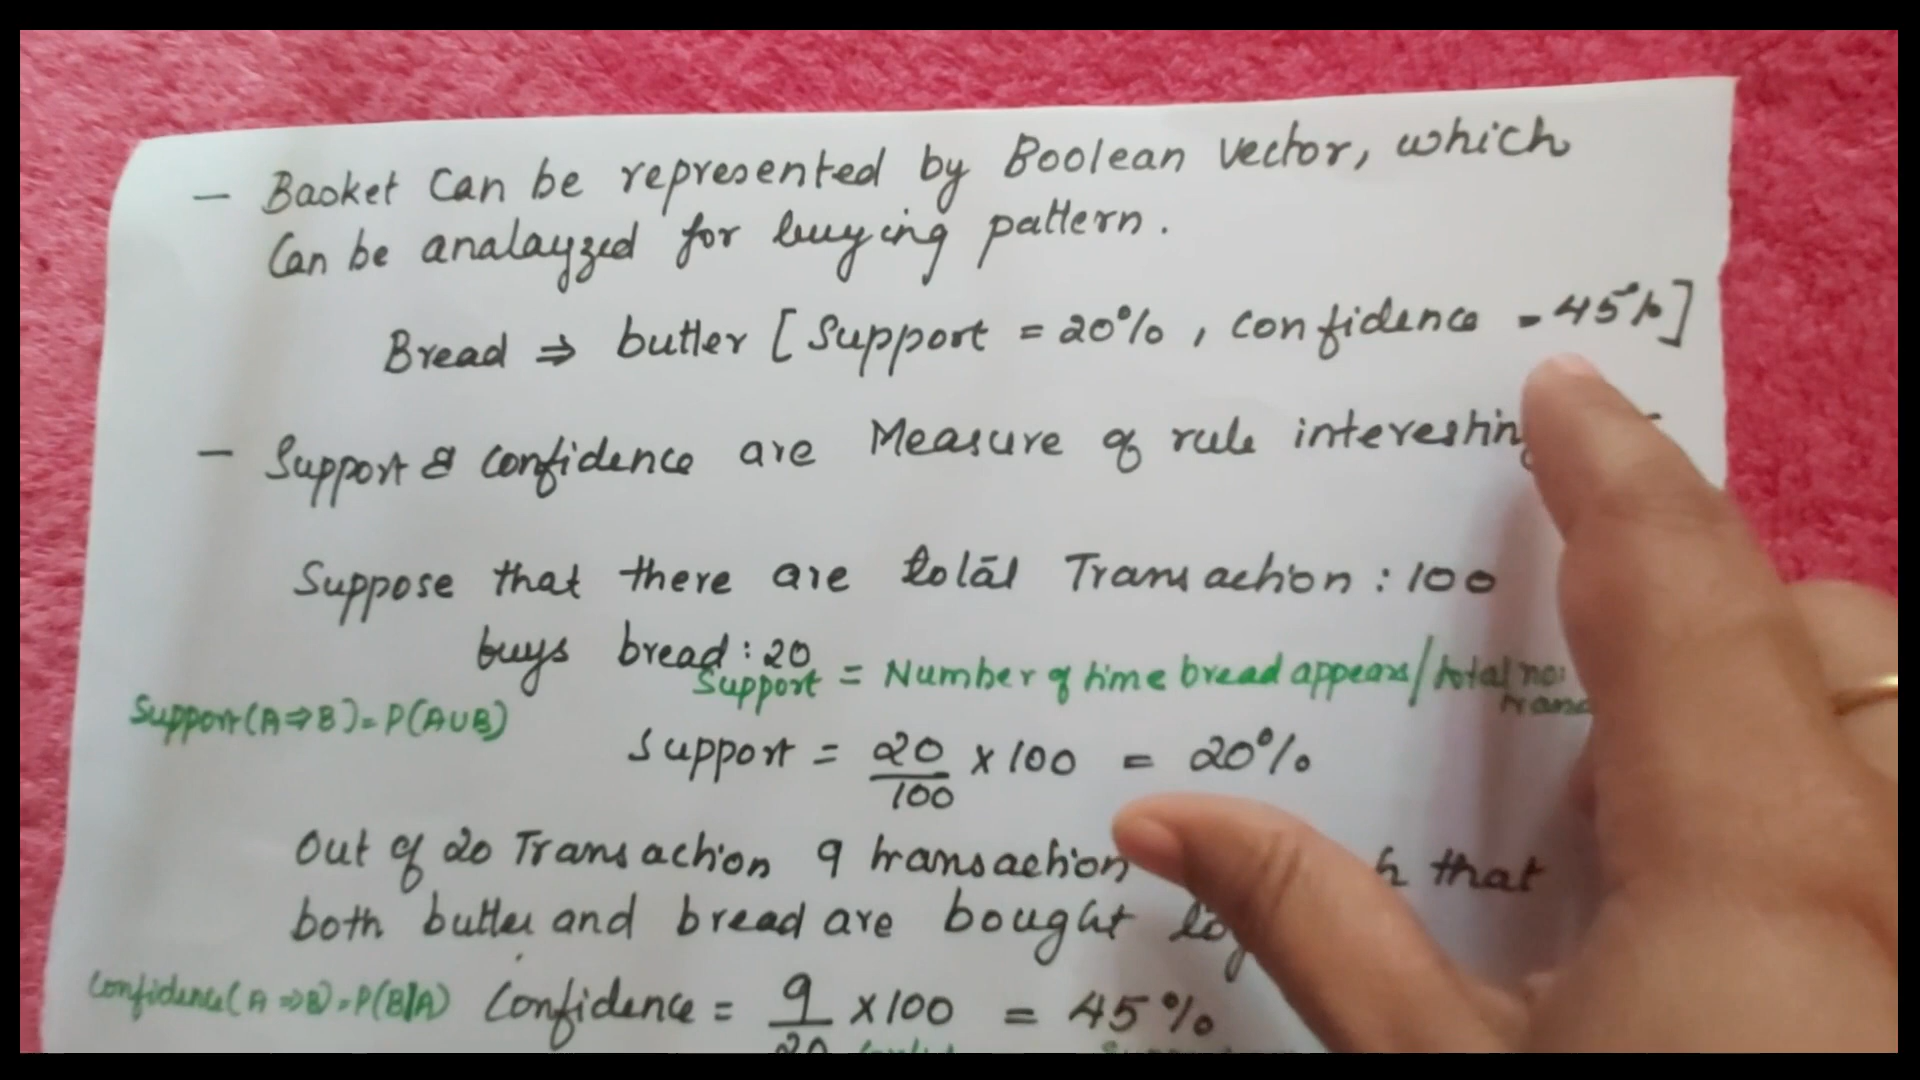 – Basket Can be represented by Boolean Vector, which
Can be analayzed for buying pattern.
Bread ⇒ butter [Support = 20%, confidence = 45%]
– Support & confidence are Measure of rule
Suppose that there are total Transaction : 100
buys bread : 20
Support = Number of time bread appears / total no:
Support (A⇒B) = P(A∪B)
Support = 20/100 × 100 = 20%
Out of 20 Transaction 9 transaction that
both butter and bread are bought
Confidence (A ⇒ B) = P(B|A) Confidence = 9/20 × 100 = 45%